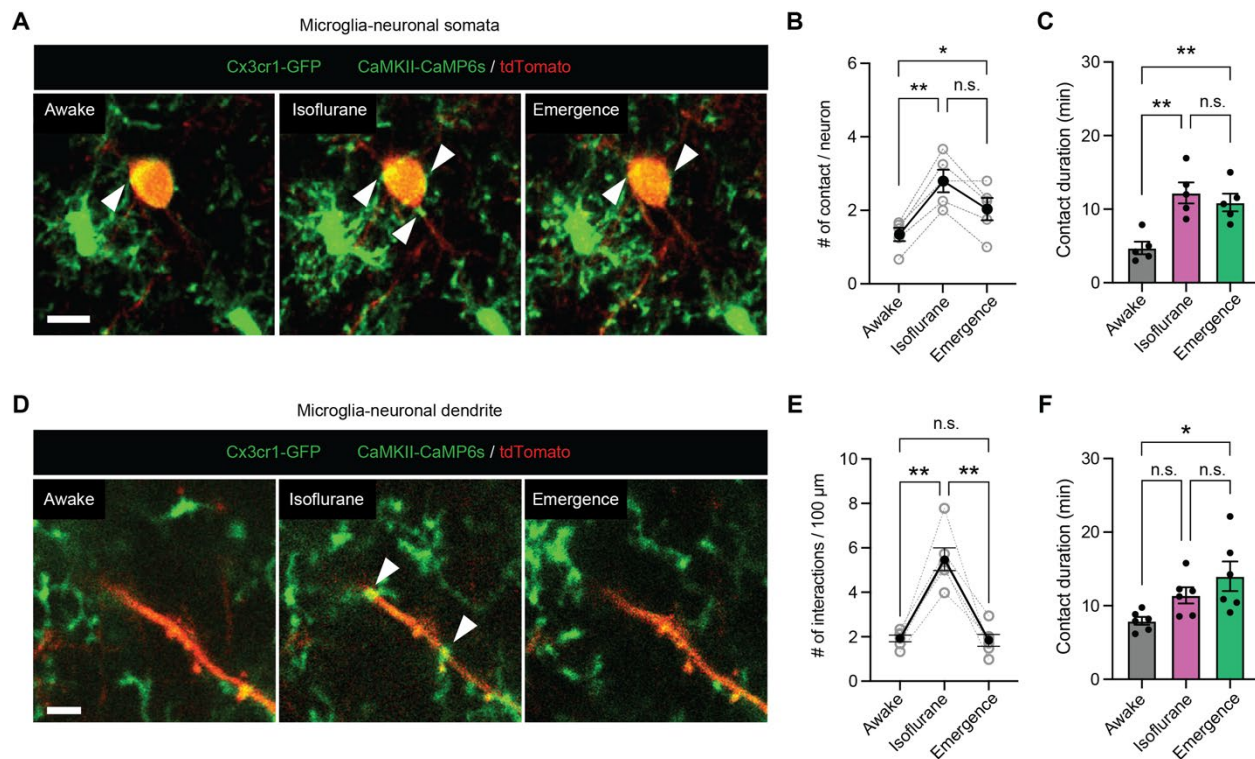 A
Microglia-neuronal somata
Cx3cr1-GFP CaMKII-CaMP6s / tdTomato
Awake
Isoflurane
Emergence
B
# of contact / neuron
6
4
2
0
*
**
n.s.
Awake
Isoflurane
Emergence
C
Contact duration (min)
30
20
10
0
**
**
n.s.
Awake
Isoflurane
Emergence
D
Microglia-neuronal dendrite
Cx3cr1-GFP CaMKII-CaMP6s / tdTomato
Awake
Isoflurane
Emergence
E
# of interactions / 100 µm
10
8
6
4
2
0
n.s.
**
**
Awake
Isoflurane
Emergence
F
Contact duration (min)
30
20
10
0
*
n.s.
n.s.
Awake
Isoflurane
Emergence